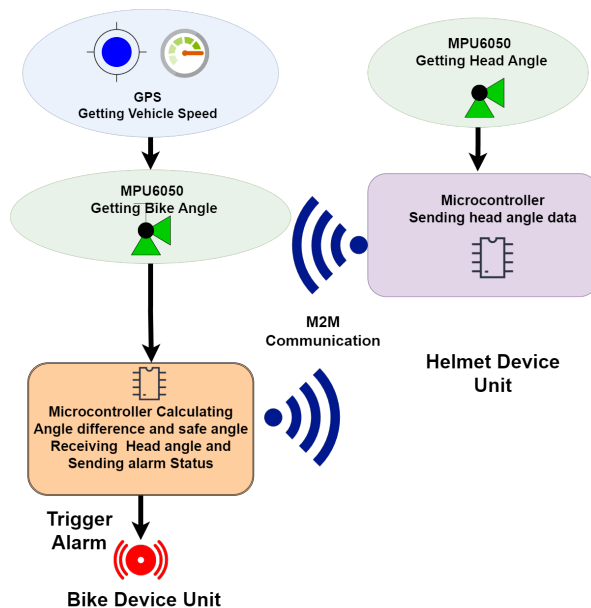 GPS
Getting Vehicle Speed
MPU6050
Getting Head Angle
MPU6050
Getting Bike Angle
Microcontroller
Sending head angle data
M2M
Communication
Helmet Device
Unit
Microcontroller Calculating
Angle difference and safe angle
Receiving Head angle and
Sending alarm Status
Trigger
Alarm
Bike Device Unit